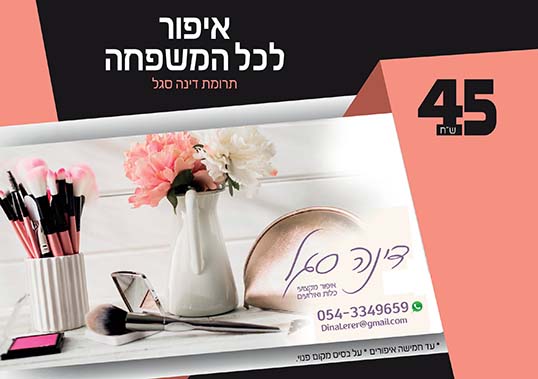 איפור
לכל המשפחה
תרומת דינה סגל
45
ש"ח
דינה סגל
איפור מקצועי
כלות ואירועים
054-3349659
DinaLerer@gmail.com
* עד חמישה איפורים * על בסיס מקום פנוי.